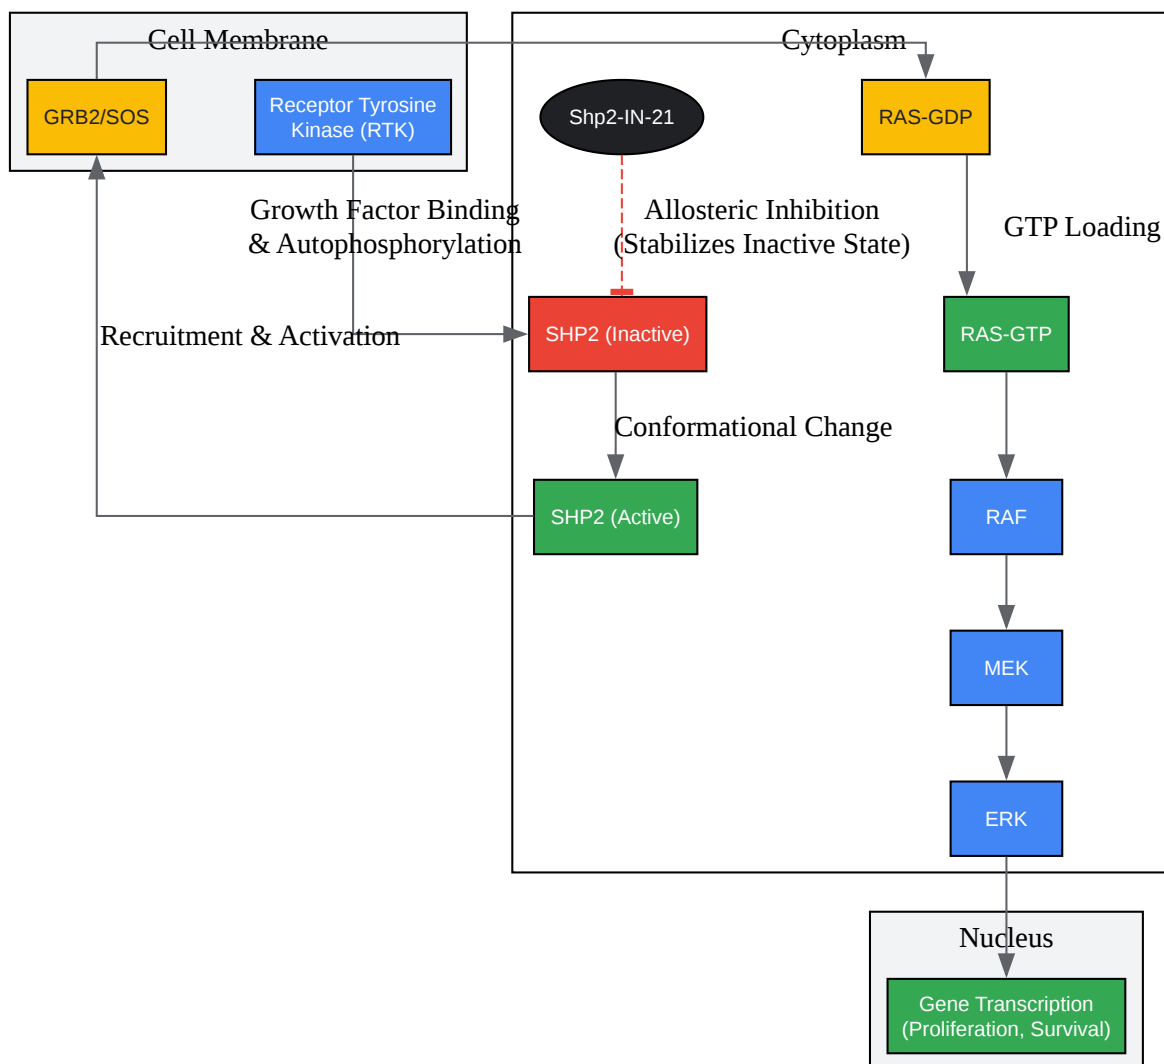 Cell Membrane
Cytoplasm
GRB2/SOS
Receptor Tyrosine
Kinase (RTK)
Shp2-IN-21
RAS-GDP
Growth Factor Binding
& Autophosphorylation
Allosteric Inhibition
(Stabilizes Inactive State)
GTP Loading
Recruitment & Activation
SHP2 (Inactive)
RAS-GTP
Conformational Change
SHP2 (Active)
RAF
MEK
ERK
Nucleus
Gene Transcription
(Proliferation, Survival)